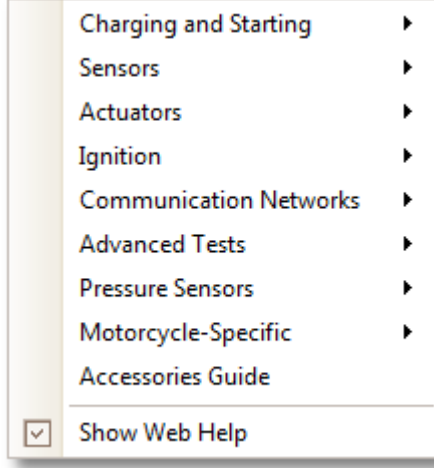 Charging and Starting
Sensors
Actuators
Ignition
Communication Networks
Advanced Tests
Pressure Sensors
Motorcycle-Specific
Accessories Guide
Show Web Help